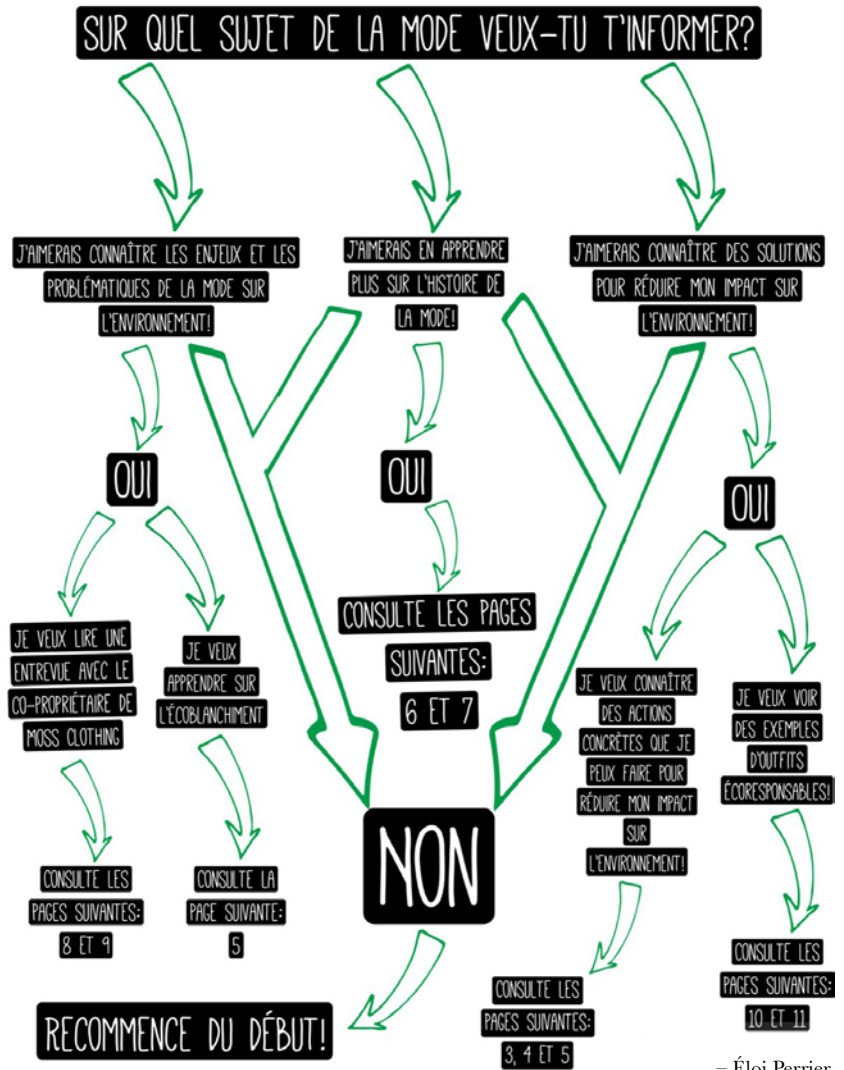 SUR QUEL SUJET DE LA MODE VEUX-TU T'INFORMER?
J'AIMERAIS CONNAÎTRE LES ENJEUX ET LES
PROBLÉMATIQUES DE LA MODE SUR
L'ENVIRONNEMENT!
J'AIMERAIS EN APPRENDRE
PLUS SUR L'HISTOIRE DE
LA MODE!
J'AIMERAIS CONNAÎTRE DES SOLUTIONS
POUR RÉDUIRE MON IMPACT SUR
L'ENVIRONNEMENT!
OUI
OUI
OUI
JE VEUX LIRE UNE
ENTREVUE AVEC LE
CO-PROPRIÉTAIRE DE
MOSS CLOTHING
JE VEUX
APPRENDRE SUR
L'ÉCOBLANCHIMENT
CONSULTE LES PAGES
SUIVANTES:
6 ET 7
JE VEUX CONNAÎTRE
DES ACTIONS
CONCRÈTES QUE JE
PEUX FAIRE POUR
RÉDUIRE MON IMPACT
SUR
L'ENVIRONNEMENT!
JE VEUX VOIR
DES EXEMPLES
D'OUTFITS
ÉCORESPONSABLES!
CONSULTE LES
PAGES SUIVANTES:
8 ET 9
CONSULTE LA
PAGE SUIVANTE:
5
NON
CONSULTE LES
PAGES SUIVANTES:
3, 4 ET 5
CONSULTE LES
PAGES SUIVANTES:
10 ET 11
RECOMMENCE DU DÉBUT!
– Éloi Perrier